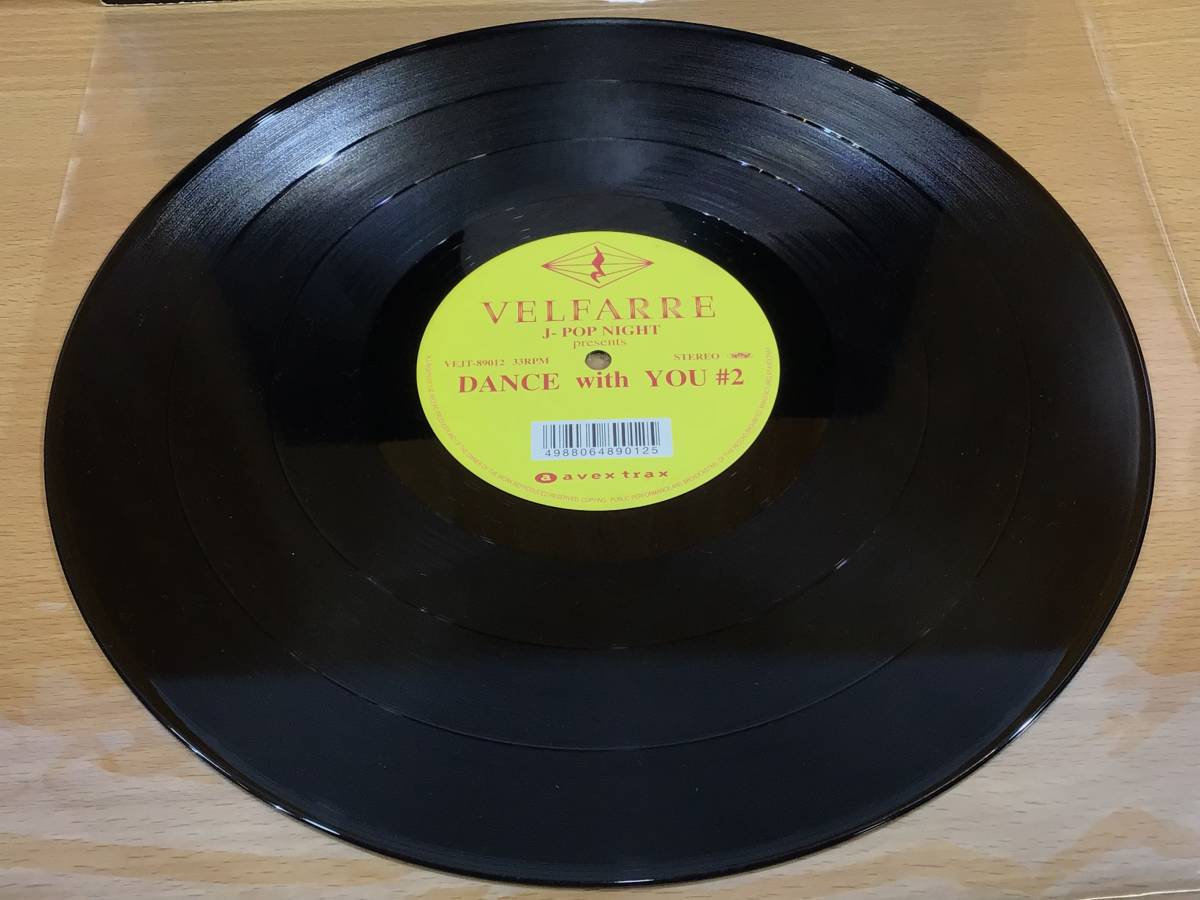 VELFARRE
J- POP NIGHT
presents
VEJT-89012 33RPM STEREO
DANCE with YOU #2
4988064890125
a avex trax